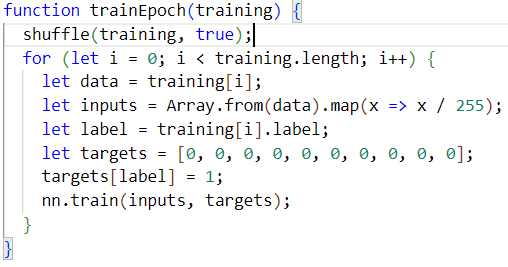 function trainEpoch(training) {
  shuffle(training, true);
  for (let i = 0; i < training.length; i++) {
    let data = training[i];
    let inputs = Array.from(data).map(x => x / 255);
    let label = training[i].label;
    let targets = [0, 0, 0, 0, 0, 0, 0, 0, 0, 0];
    targets[label] = 1;
    nn.train(inputs, targets);
  }
}